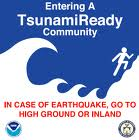 Entering A
TsunamiReady
Community
IN CASE OF EARTHQUAKE, GO TO
HIGH GROUND OR INLAND